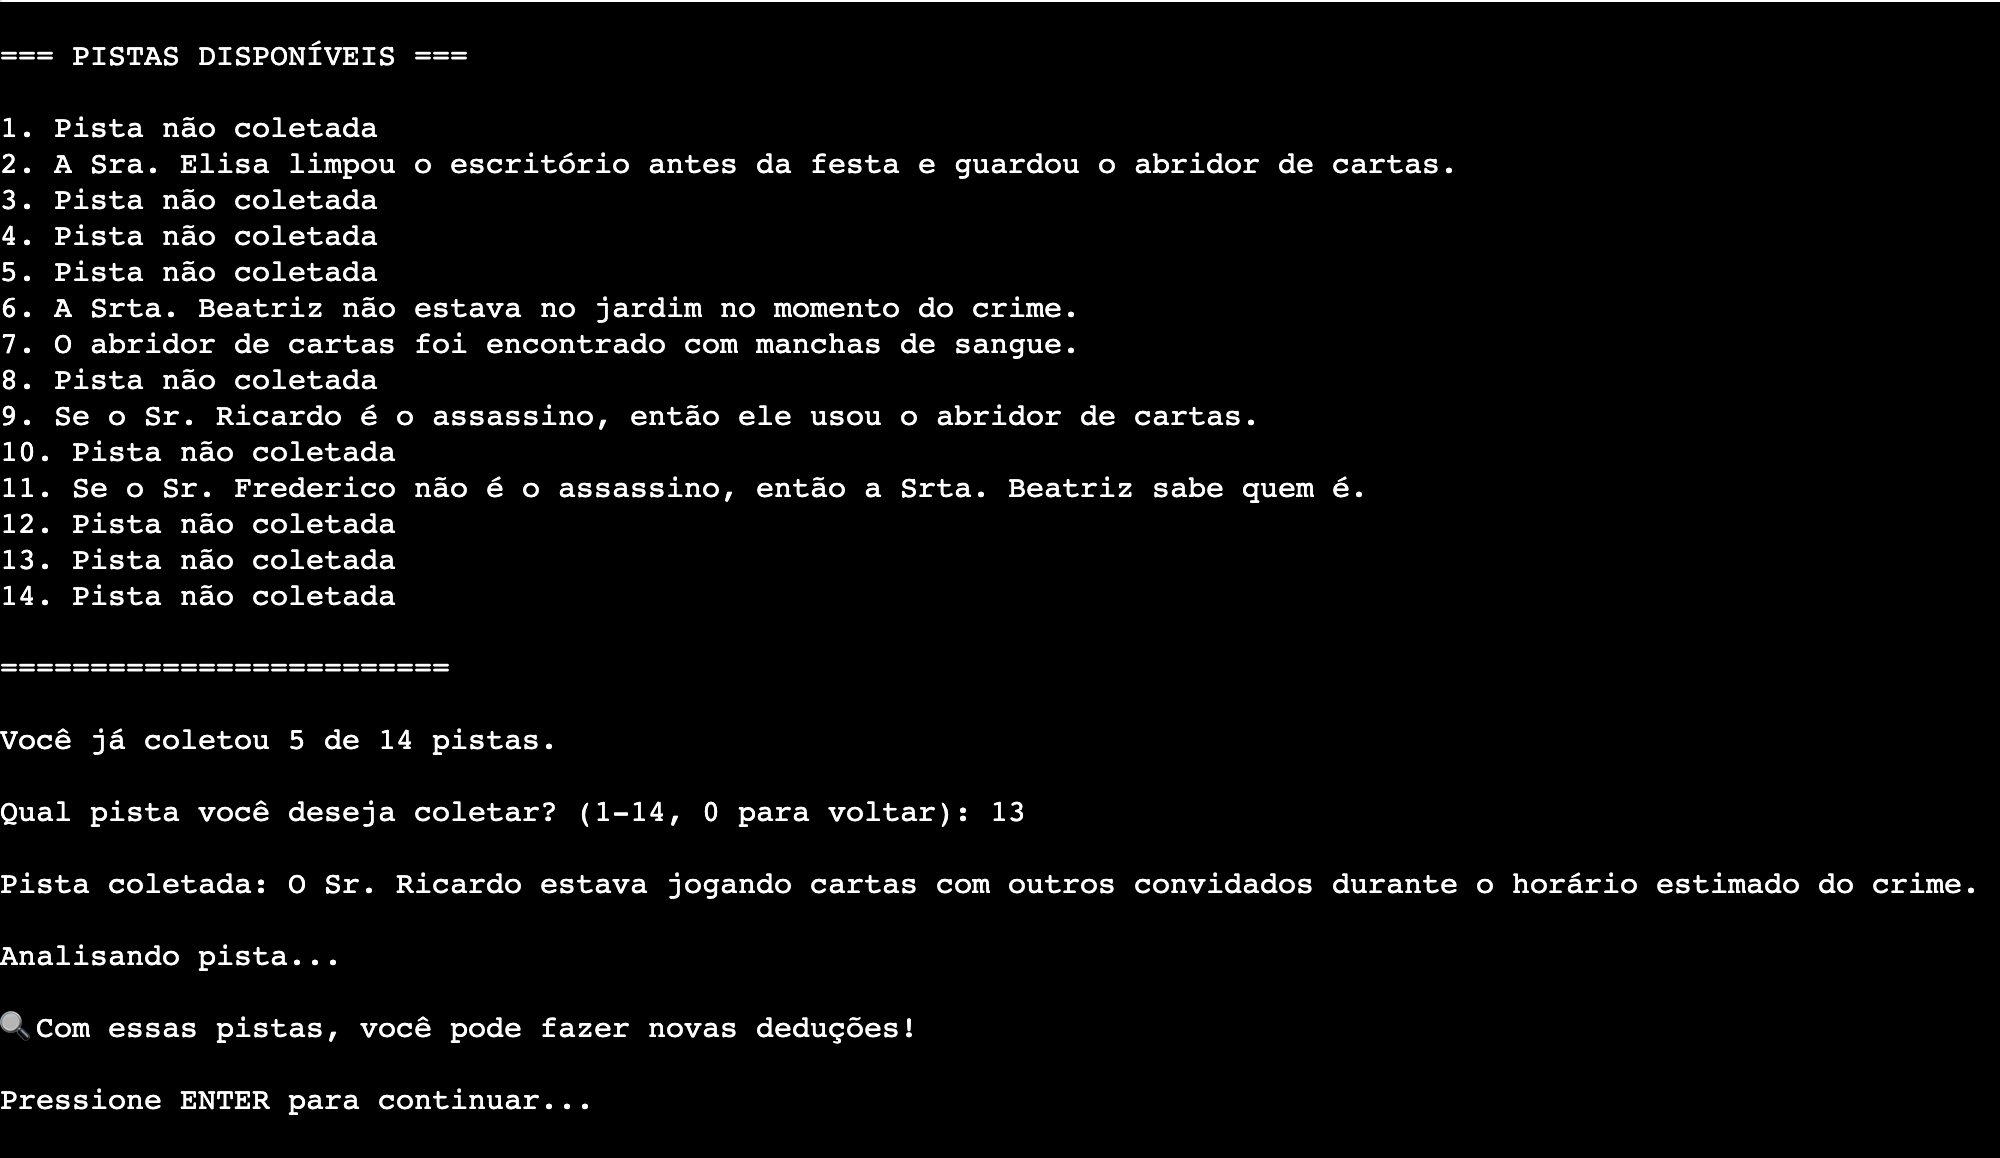 === PISTAS DISPONÍVEIS ===
1. Pista não coletada
2. A Sra. Elisa limpou o escritório antes da festa e guardou o abridor de cartas.
3. Pista não coletada
4. Pista não coletada
5. Pista não coletada
6. A Srta. Beatriz não estava no jardim no momento do crime.
7. O abridor de cartas foi encontrado com manchas de sangue.
8. Pista não coletada
9. Se o Sr. Ricardo é o assassino, então ele usou o abridor de cartas.
10. Pista não coletada
11. Se o Sr. Frederico não é o assassino, então a Srta. Beatriz sabe quem é.
12. Pista não coletada
13. Pista não coletada
14. Pista não coletada
=========================
Você já coletou 5 de 14 pistas.
Qual pista você deseja coletar? (1-14, 0 para voltar): 13
Pista coletada: O Sr. Ricardo estava jogando cartas com outros convidados durante o horário estimado do crime.
Analisando pista...
🔍Com essas pistas, você pode fazer novas deduções!
Pressione ENTER para continuar...